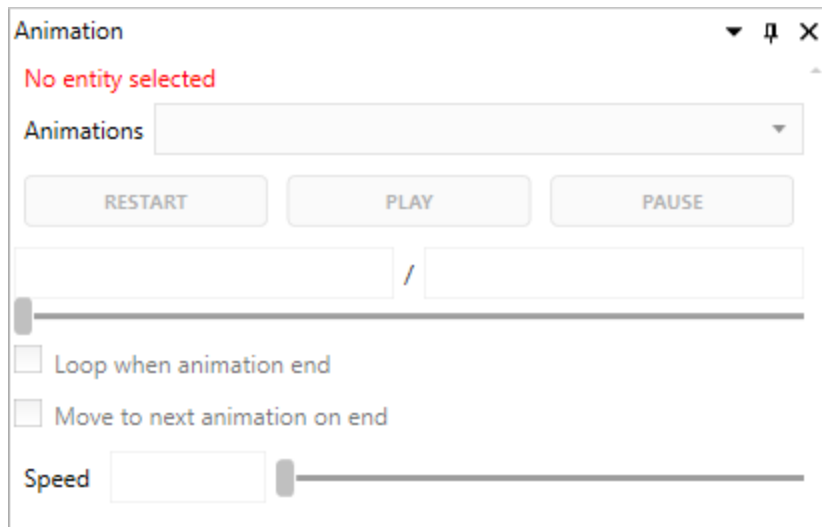 Animation
No entity selected
Animations
RESTART PLAY PAUSE
/
Loop when animation end
Move to next animation on end
Speed